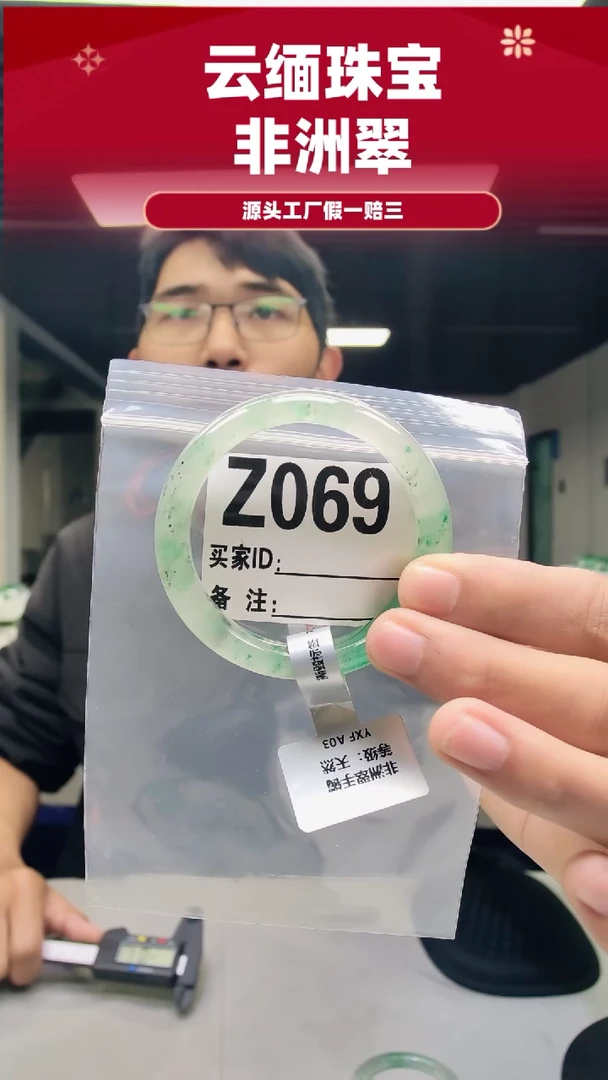 云缅珠宝
非洲翠
源头工厂假一赔三
Z069
买家ID:
备 注:
非洲翠手镯
等级：天然
YXF A03